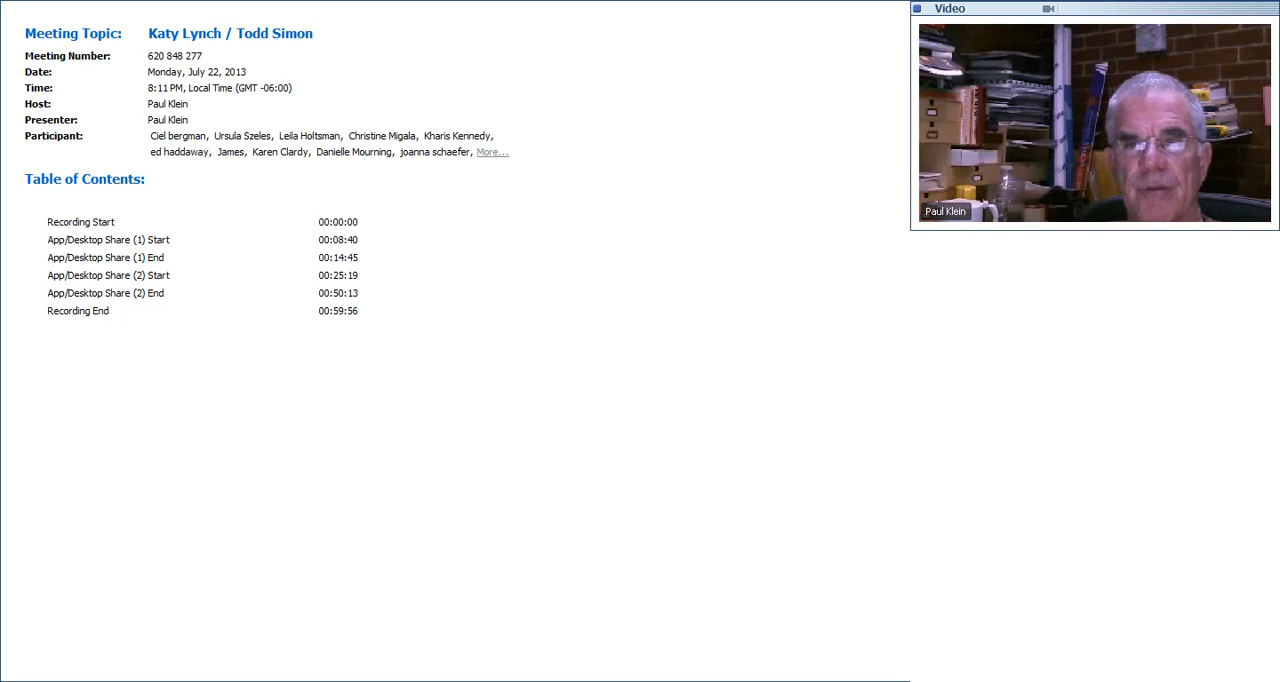 Meeting Topic: Katy Lynch / Todd Simon
Meeting Number: 620 848 277
Date: Monday, July 22, 2013
Time: 8:11 PM, Local Time (GMT -06:00)
Host: Paul Klein
Presenter: Paul Klein
Participant: Ciel bergman, Ursula Szeles, Leila Holtsman, Christine Migala, Kharis Kennedy,
ed haddaway, James, Karen Clardy, Danielle Mourning, joanna schaefer, More...
Table of Contents:
Recording Start 00:00:00
App/Desktop Share (1) Start 00:08:40
App/Desktop Share (1) End 00:14:45
App/Desktop Share (2) Start 00:25:19
App/Desktop Share (2) End 00:50:13
Recording End 00:59:56
Video
Paul Klein